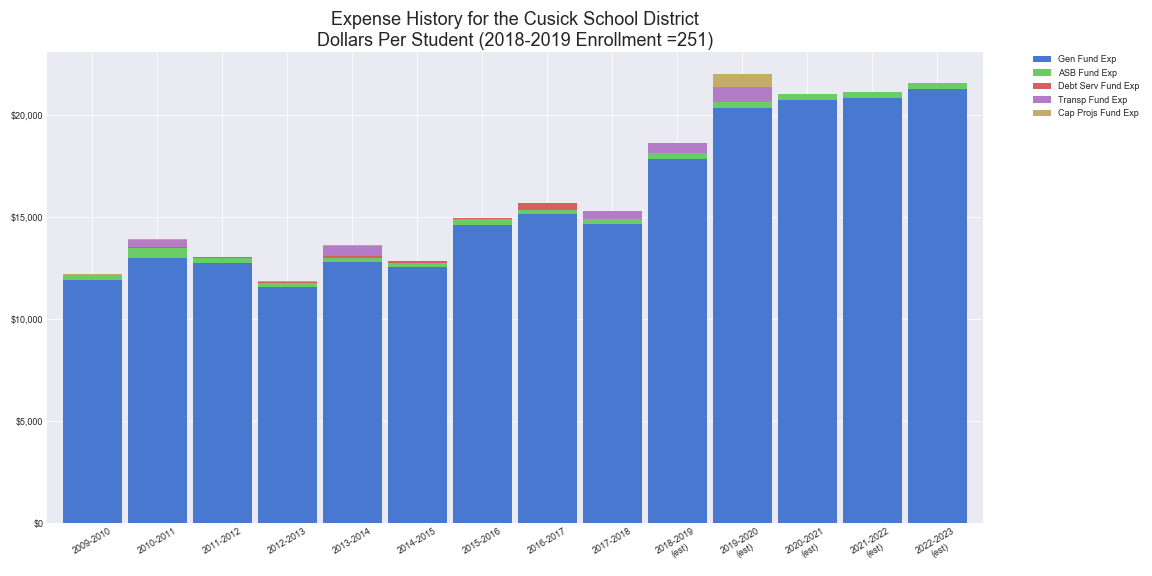 Expense History for the Cusick School District
Dollars Per Student (2018-2019 Enrollment =251)
Gen Fund Exp
ASB Fund Exp
Debt Serv Fund Exp
Transp Fund Exp
Cap Projs Fund Exp
$20,000
$15,000
$10,000
$5,000
$0
2009-2010
2010-2011
2011-2012
2012-2013
2013-2014
2014-2015
2015-2016
2016-2017
2017-2018
2018-2019
(est)
2019-2020
(est)
2020-2021
(est)
2021-2022
(est)
2022-2023
(est)